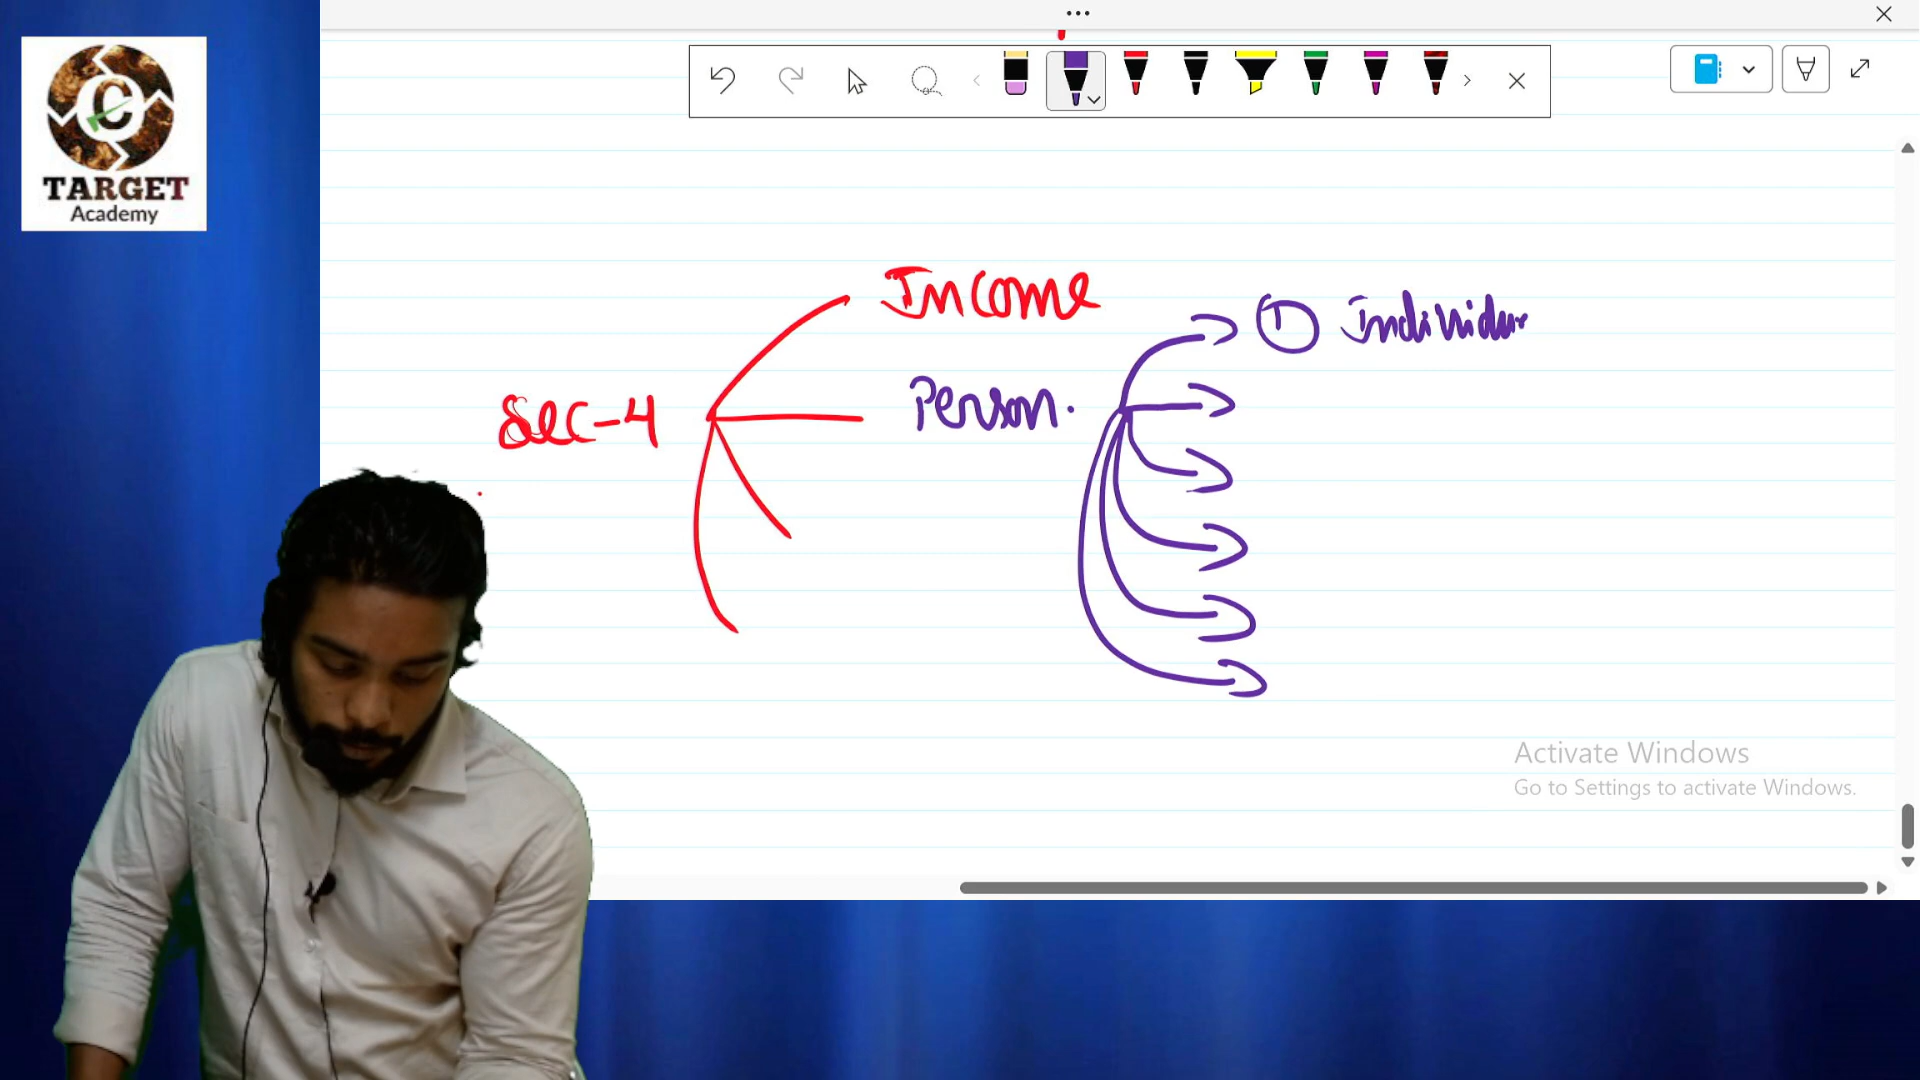 TARGET
Academy
Income
① Individu
Sec-4
Person.
Activate Windows
Go to Settings to activate Windows.